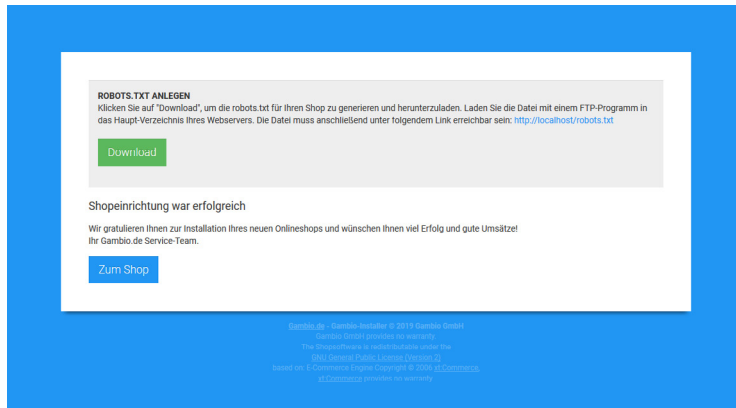 ROBOTS.TXT ANLEGEN
Klicken Sie auf "Download", um die robots.txt für Ihren Shop zu generieren und herunterzuladen. Laden Sie die Datei mit einem FTP-Programm in
das Haupt-Verzeichnis Ihres Webservers. Die Datei muss anschließend unter folgendem Link erreichbar sein: http://localhost/robots.txt
Download
Shopeinrichtung war erfolgreich
Wir gratulieren Ihnen zur Installation Ihres neuen Onlineshops und wünschen Ihnen viel Erfolg und gute Umsätze!
Ihr Gambio.de Service-Team.
Zum Shop
Gambio.de - Gambio-Installer © 2019 Gambio GmbH
Gambio GmbH provides no warranty.
The Shopsoftware is redistributable under the
GNU General Public License (Version 2)
based on: E-Commerce Engine Copyright © 2006 xt:Commerce,
xt:Commerce provides no warranty.